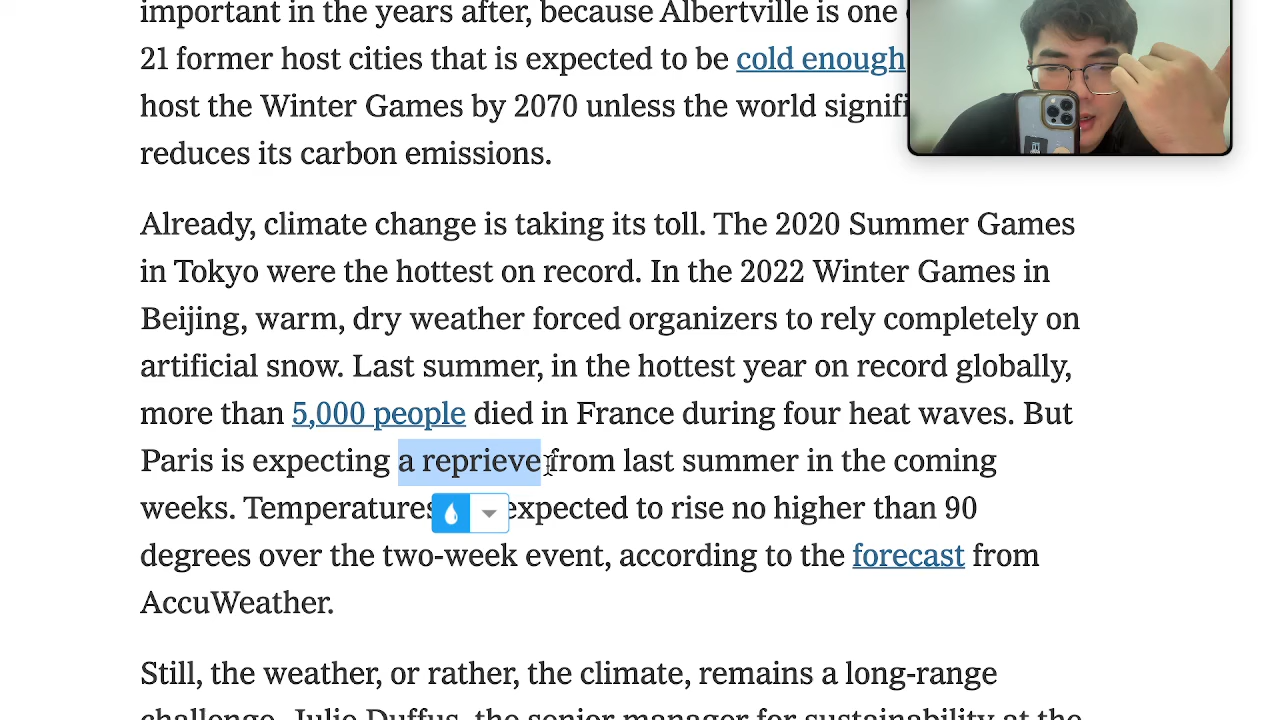 important in the years after, because Albertville is one
21 former host cities that is expected to be cold enough
host the Winter Games by 2070 unless the world signifi
reduces its carbon emissions.
Already, climate change is taking its toll. The 2020 Summer Games
in Tokyo were the hottest on record. In the 2022 Winter Games in
Beijing, warm, dry weather forced organizers to rely completely on
artificial snow. Last summer, in the hottest year on record globally,
more than 5,000 people died in France during four heat waves. But
Paris is expecting a reprieve from last summer in the coming
weeks. Temperatures expected to rise no higher than 90
degrees over the two-week event, according to the forecast from
AccuWeather.
Still, the weather, or rather, the climate, remains a long-range
challenge. Julie Duffus, the senior manager for sustainability at the